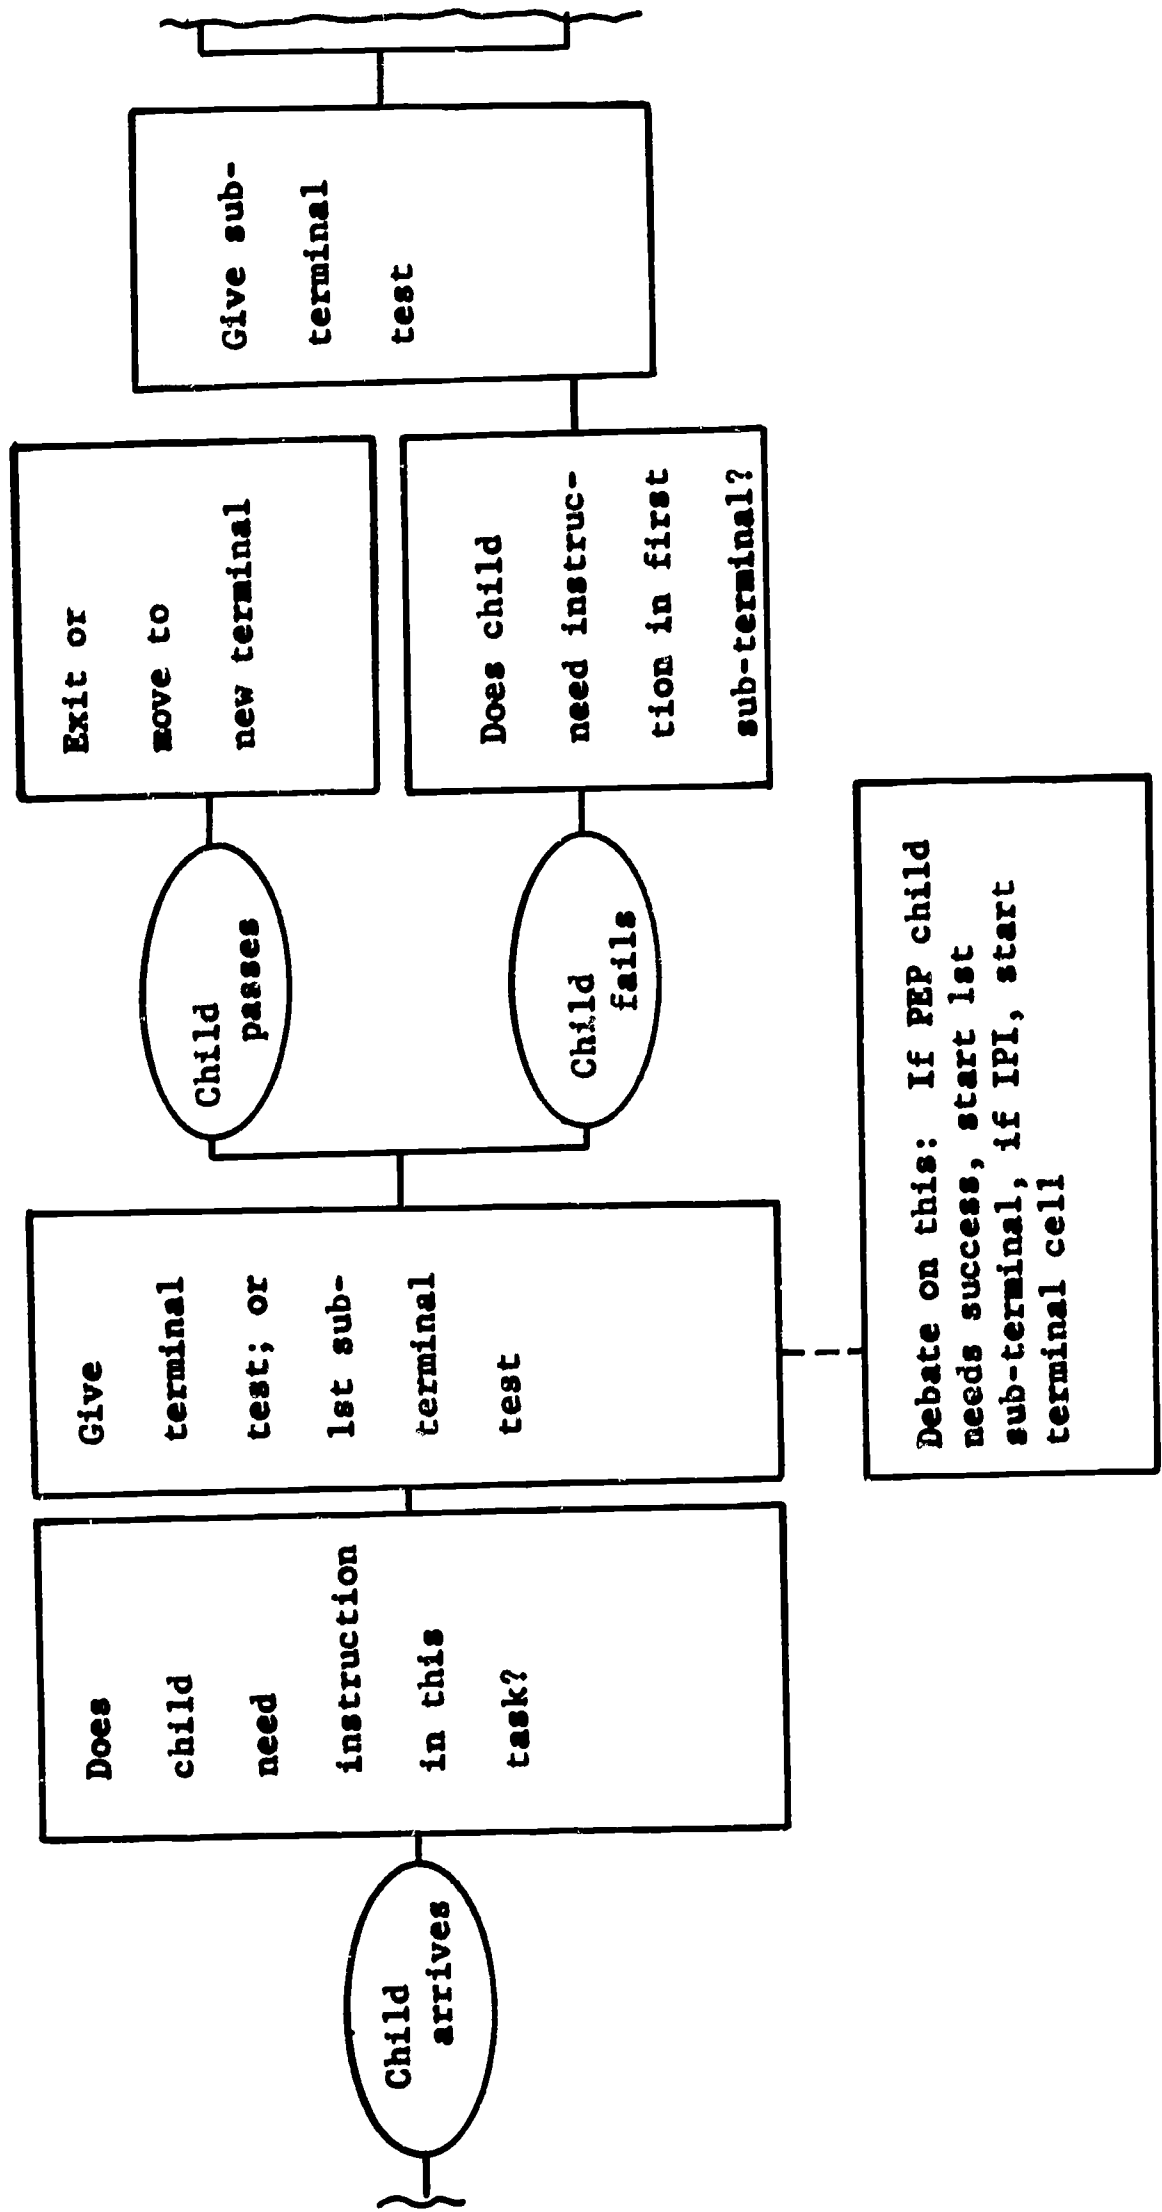 Child
arrives
Does
child
need
instruction
in this
task?
Give
terminal
test; or
1st sub-
terminal
test
Debate on this: If PEP child
needs success, start 1st
sub-terminal, if IPI, start
terminal cell
Child
passes
Child
fails
Exit or
move to
new terminal
Does child
need instruc-
tion in first
sub-terminal?
Give sub-
terminal
test